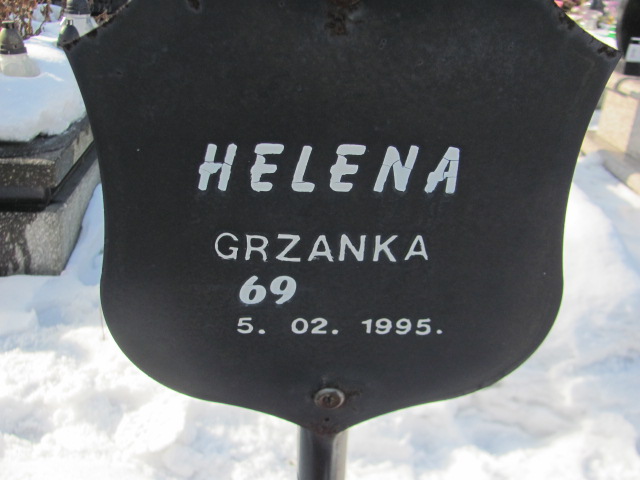 HELENA
GRZANKA
69
5. 02. 1995.